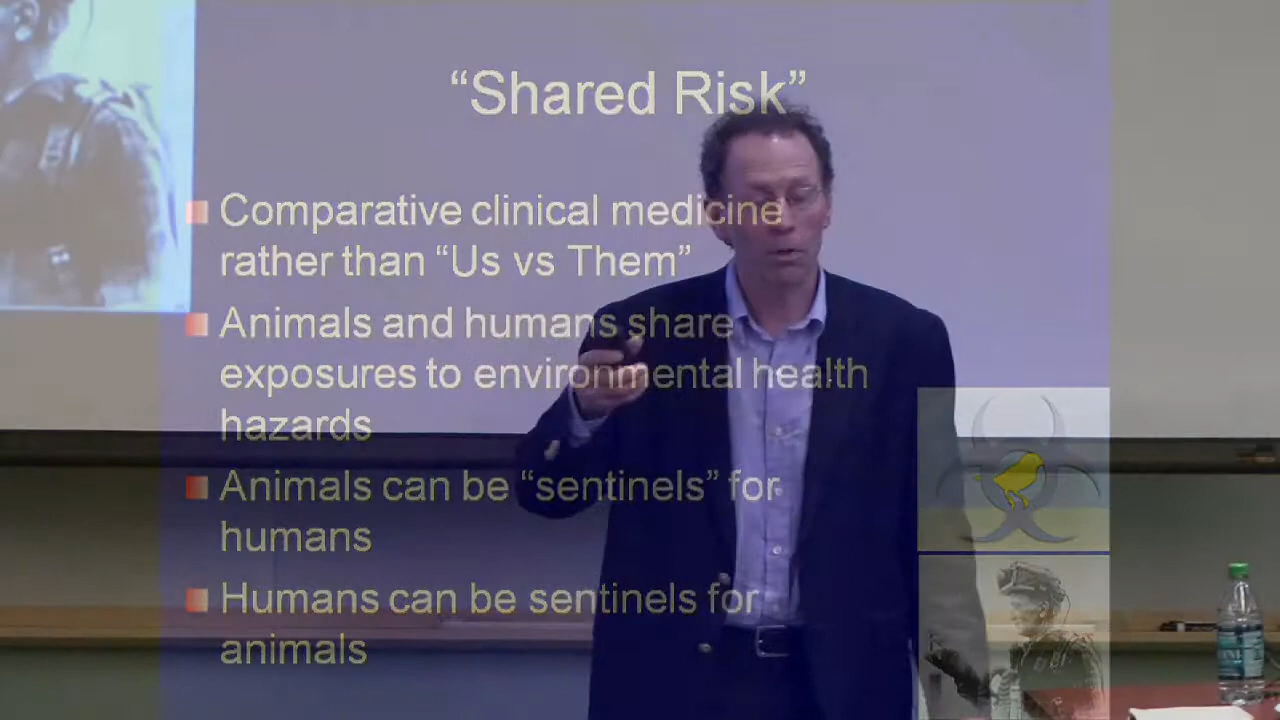 “Shared Risk”
Comparative clinical medicine
rather than “Us vs Them”
Animals and humans share
exposures to environmental health
hazards
Animals can be “sentinels” for
humans
Humans can be sentinels for
animals